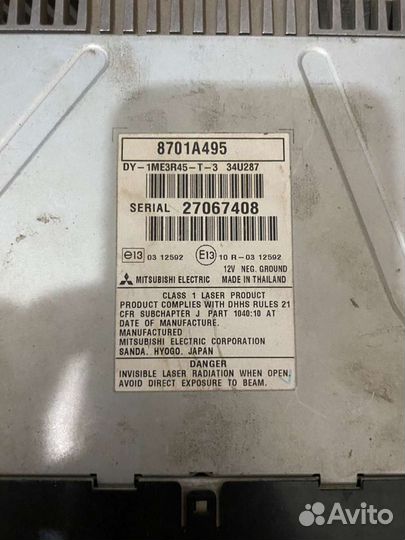 8701A495
DY-1ME3R45-T-3 34U287
SERIAL 27067408
e13 03 12592 E13 10 R-03 12592
12V NEG. GROUND
MITSUBISHI ELECTRIC MADE IN THAILAND
CLASS 1 LASER PRODUCT
PRODUCT COMPLIES WITH DHHS RULES 21
CFR SUBCHAPTER J PART 1040:10 AT
DATE OF MANUFACTURE.
MANUFACTURED
MITSUBISHI ELECTRIC CORPORATION
SANDA. HYOGO. JAPAN
DANGER
INVISIBLE LASER RADIATION WHEN OPEN.
AVOID DIRECT EXPOSURE TO BEAM.
Avito